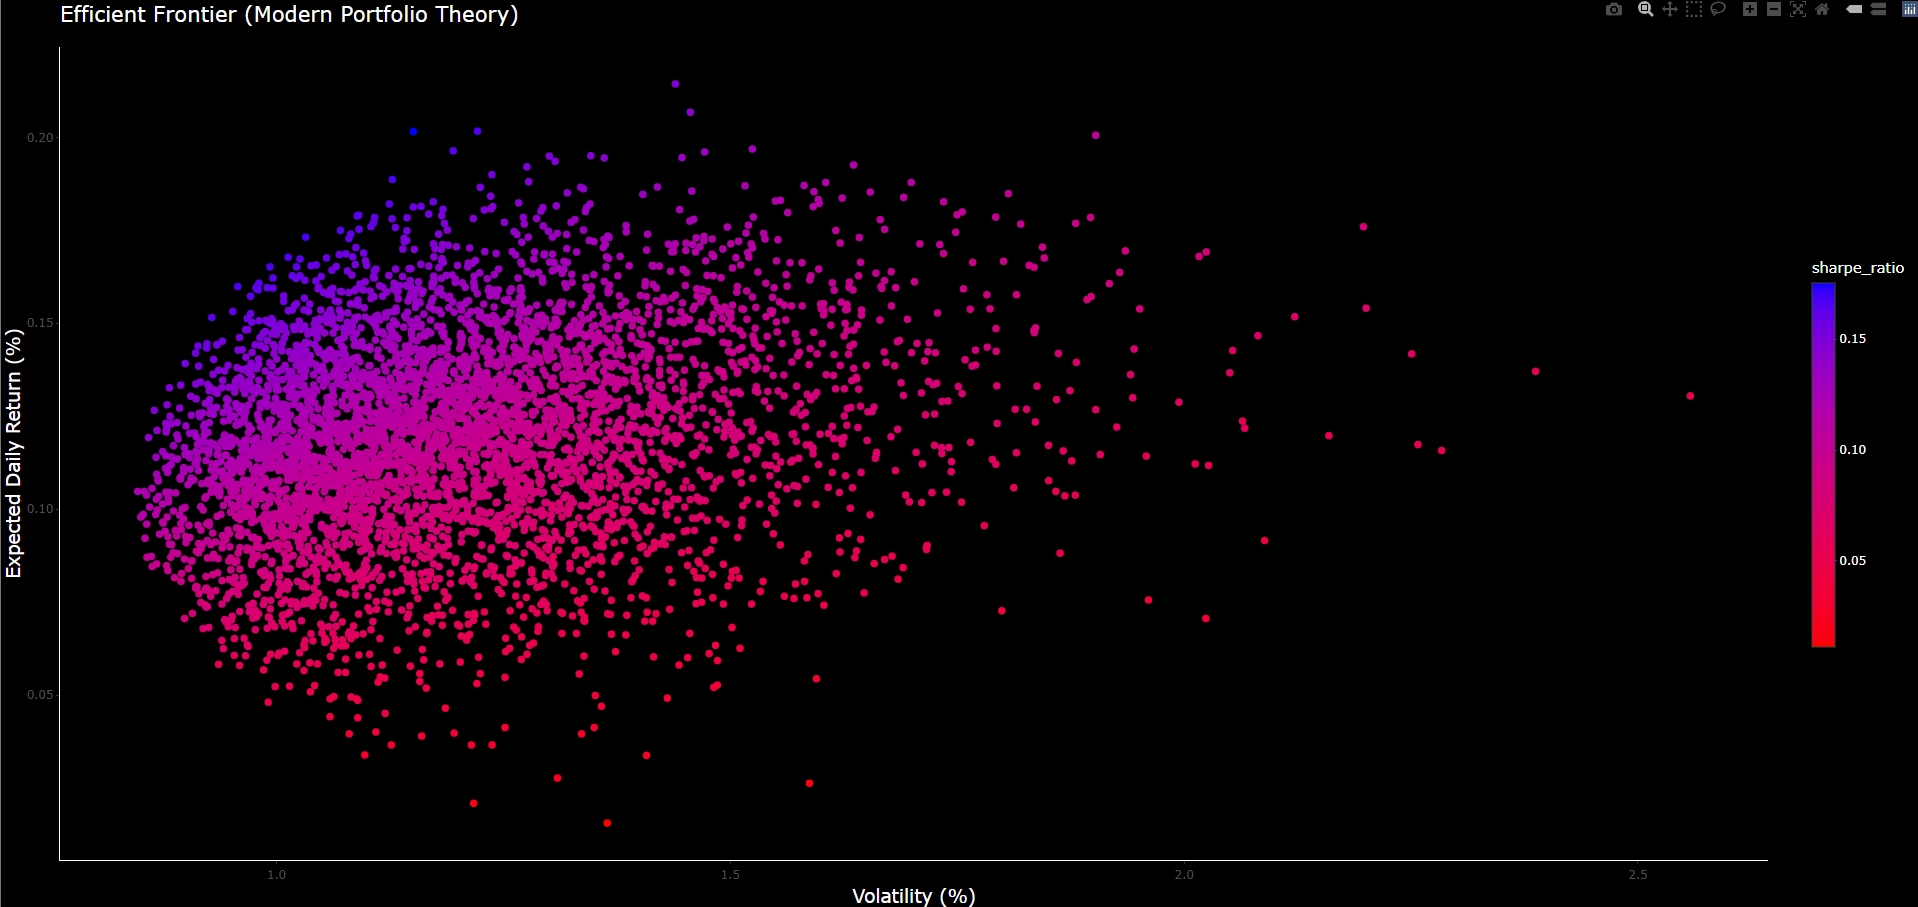 Efficient Frontier (Modern Portfolio Theory)
Expected Daily Return (%)
0.20
0.15
0.10
0.05
1.0
1.5
2.0
2.5
Volatility (%)
sharpe_ratio
0.15
0.10
0.05